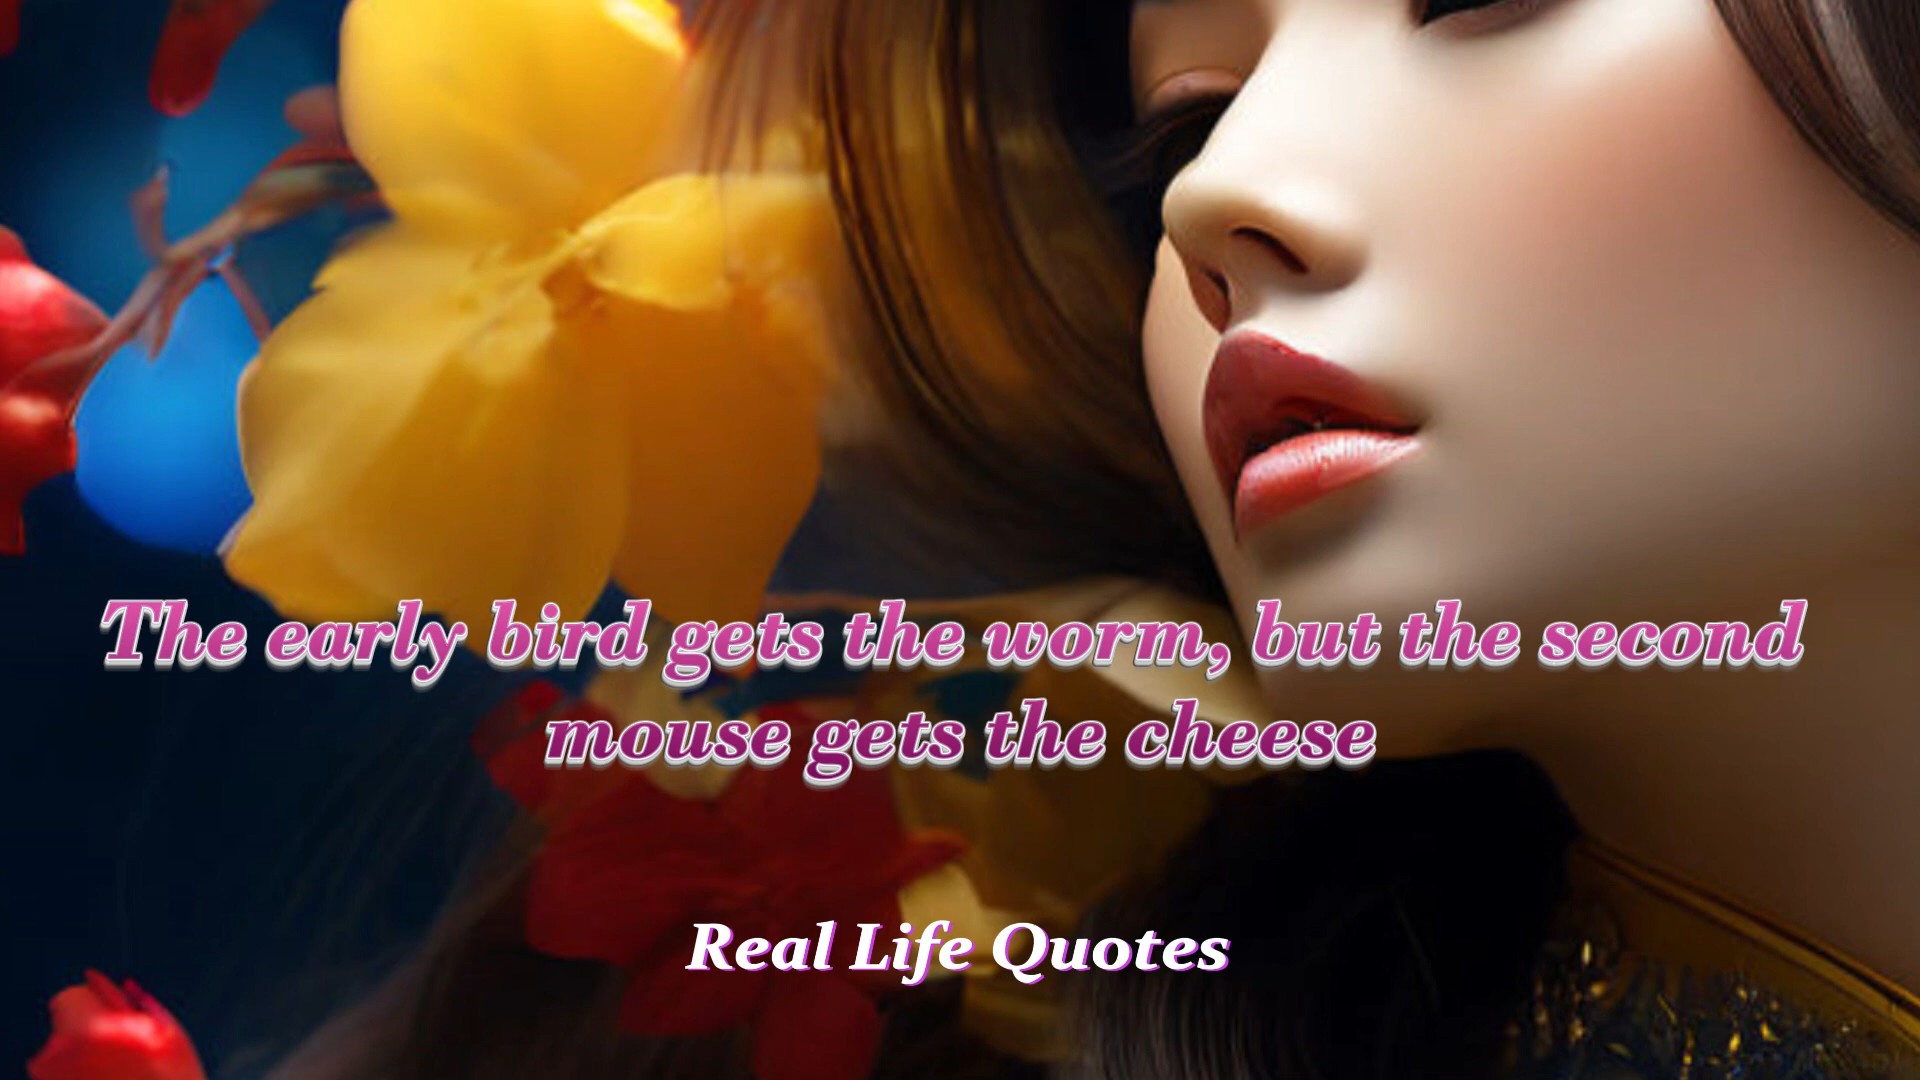 The early bird gets the worm, but the second
mouse gets the cheese
Real Life Quotes